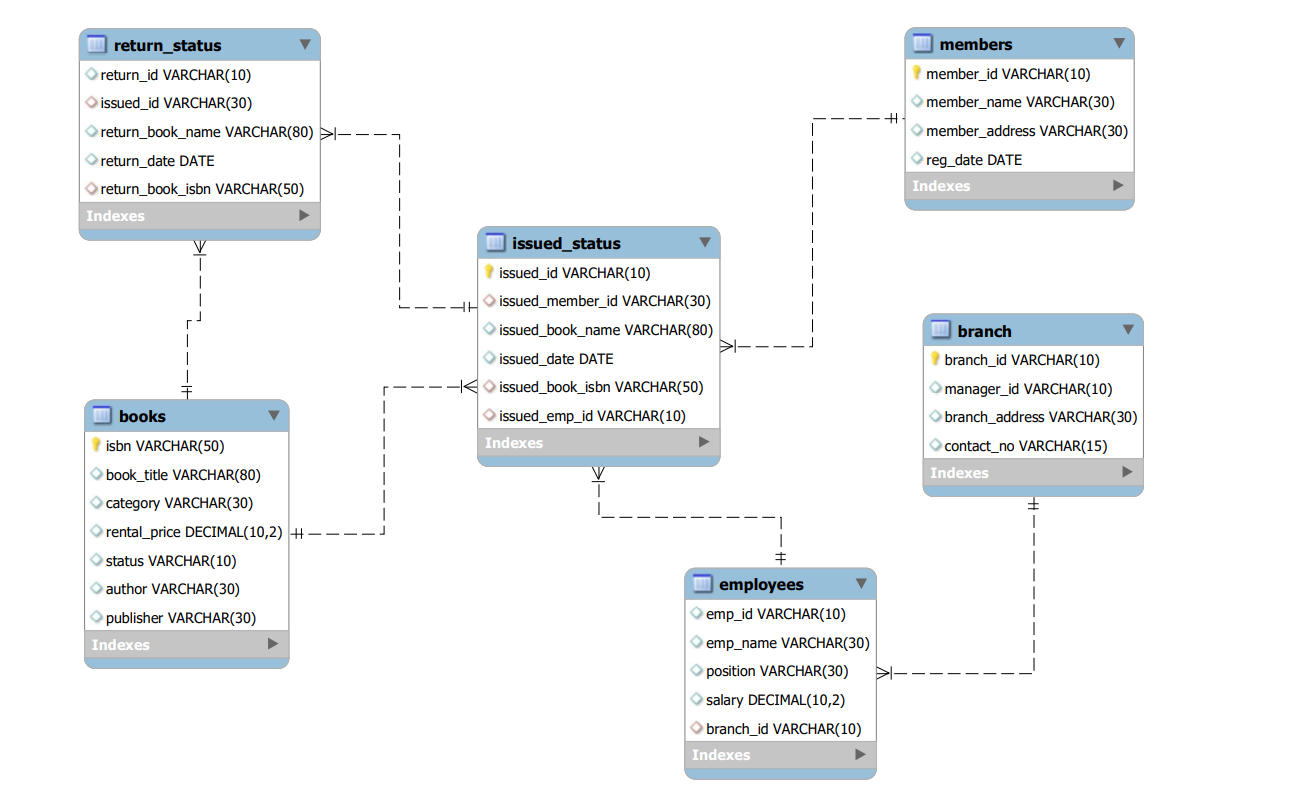 return_status
return_id VARCHAR(10)
issued_id VARCHAR(30)
return_book_name VARCHAR(80)
return_date DATE
return_book_isbn VARCHAR(50)
Indexes
members
member_id VARCHAR(10)
member_name VARCHAR(30)
member_address VARCHAR(30)
reg_date DATE
Indexes
issued_status
issued_id VARCHAR(10)
issued_member_id VARCHAR(30)
issued_book_name VARCHAR(80)
issued_date DATE
issued_book_isbn VARCHAR(50)
issued_emp_id VARCHAR(10)
Indexes
branch
branch_id VARCHAR(10)
manager_id VARCHAR(10)
branch_address VARCHAR(30)
contact_no VARCHAR(15)
Indexes
books
isbn VARCHAR(50)
book_title VARCHAR(80)
category VARCHAR(30)
rental_price DECIMAL(10,2)
status VARCHAR(10)
author VARCHAR(30)
publisher VARCHAR(30)
Indexes
employees
emp_id VARCHAR(10)
emp_name VARCHAR(30)
position VARCHAR(30)
salary DECIMAL(10,2)
branch_id VARCHAR(10)
Indexes